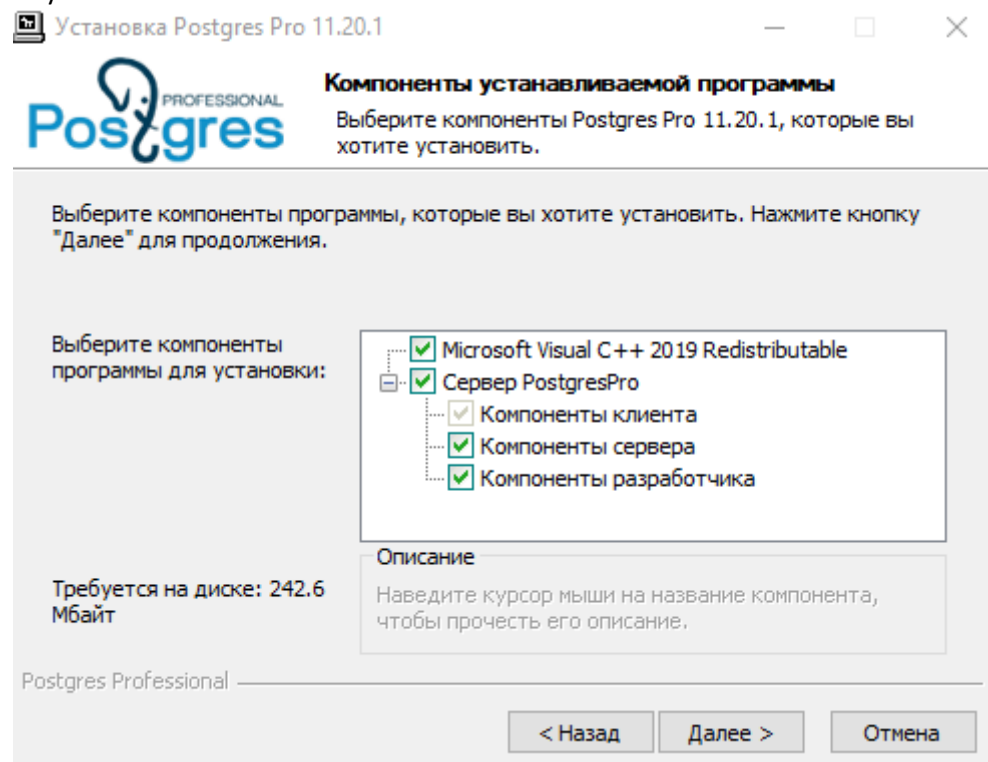 Установка Postgres Pro 11.20.1
PROFESSIONAL
Postgres
Компоненты устанавливаемой программы
Выберите компоненты Postgres Pro 11.20.1, которые вы
хотите установить.
Выберите компоненты программы, которые вы хотите установить. Нажмите кнопку
"Далее" для продолжения.
Выберите компоненты
программы для установки:
Microsoft Visual C++ 2019 Redistributable
Сервер PostgresPro
Компоненты клиента
Компоненты сервера
Компоненты разработчика
Требуется на диске: 242.6
Мбайт
Описание
Наведите курсор мыши на название компонента,
чтобы прочесть его описание.
Postgres Professional
< Назад
Далее >
Отмена